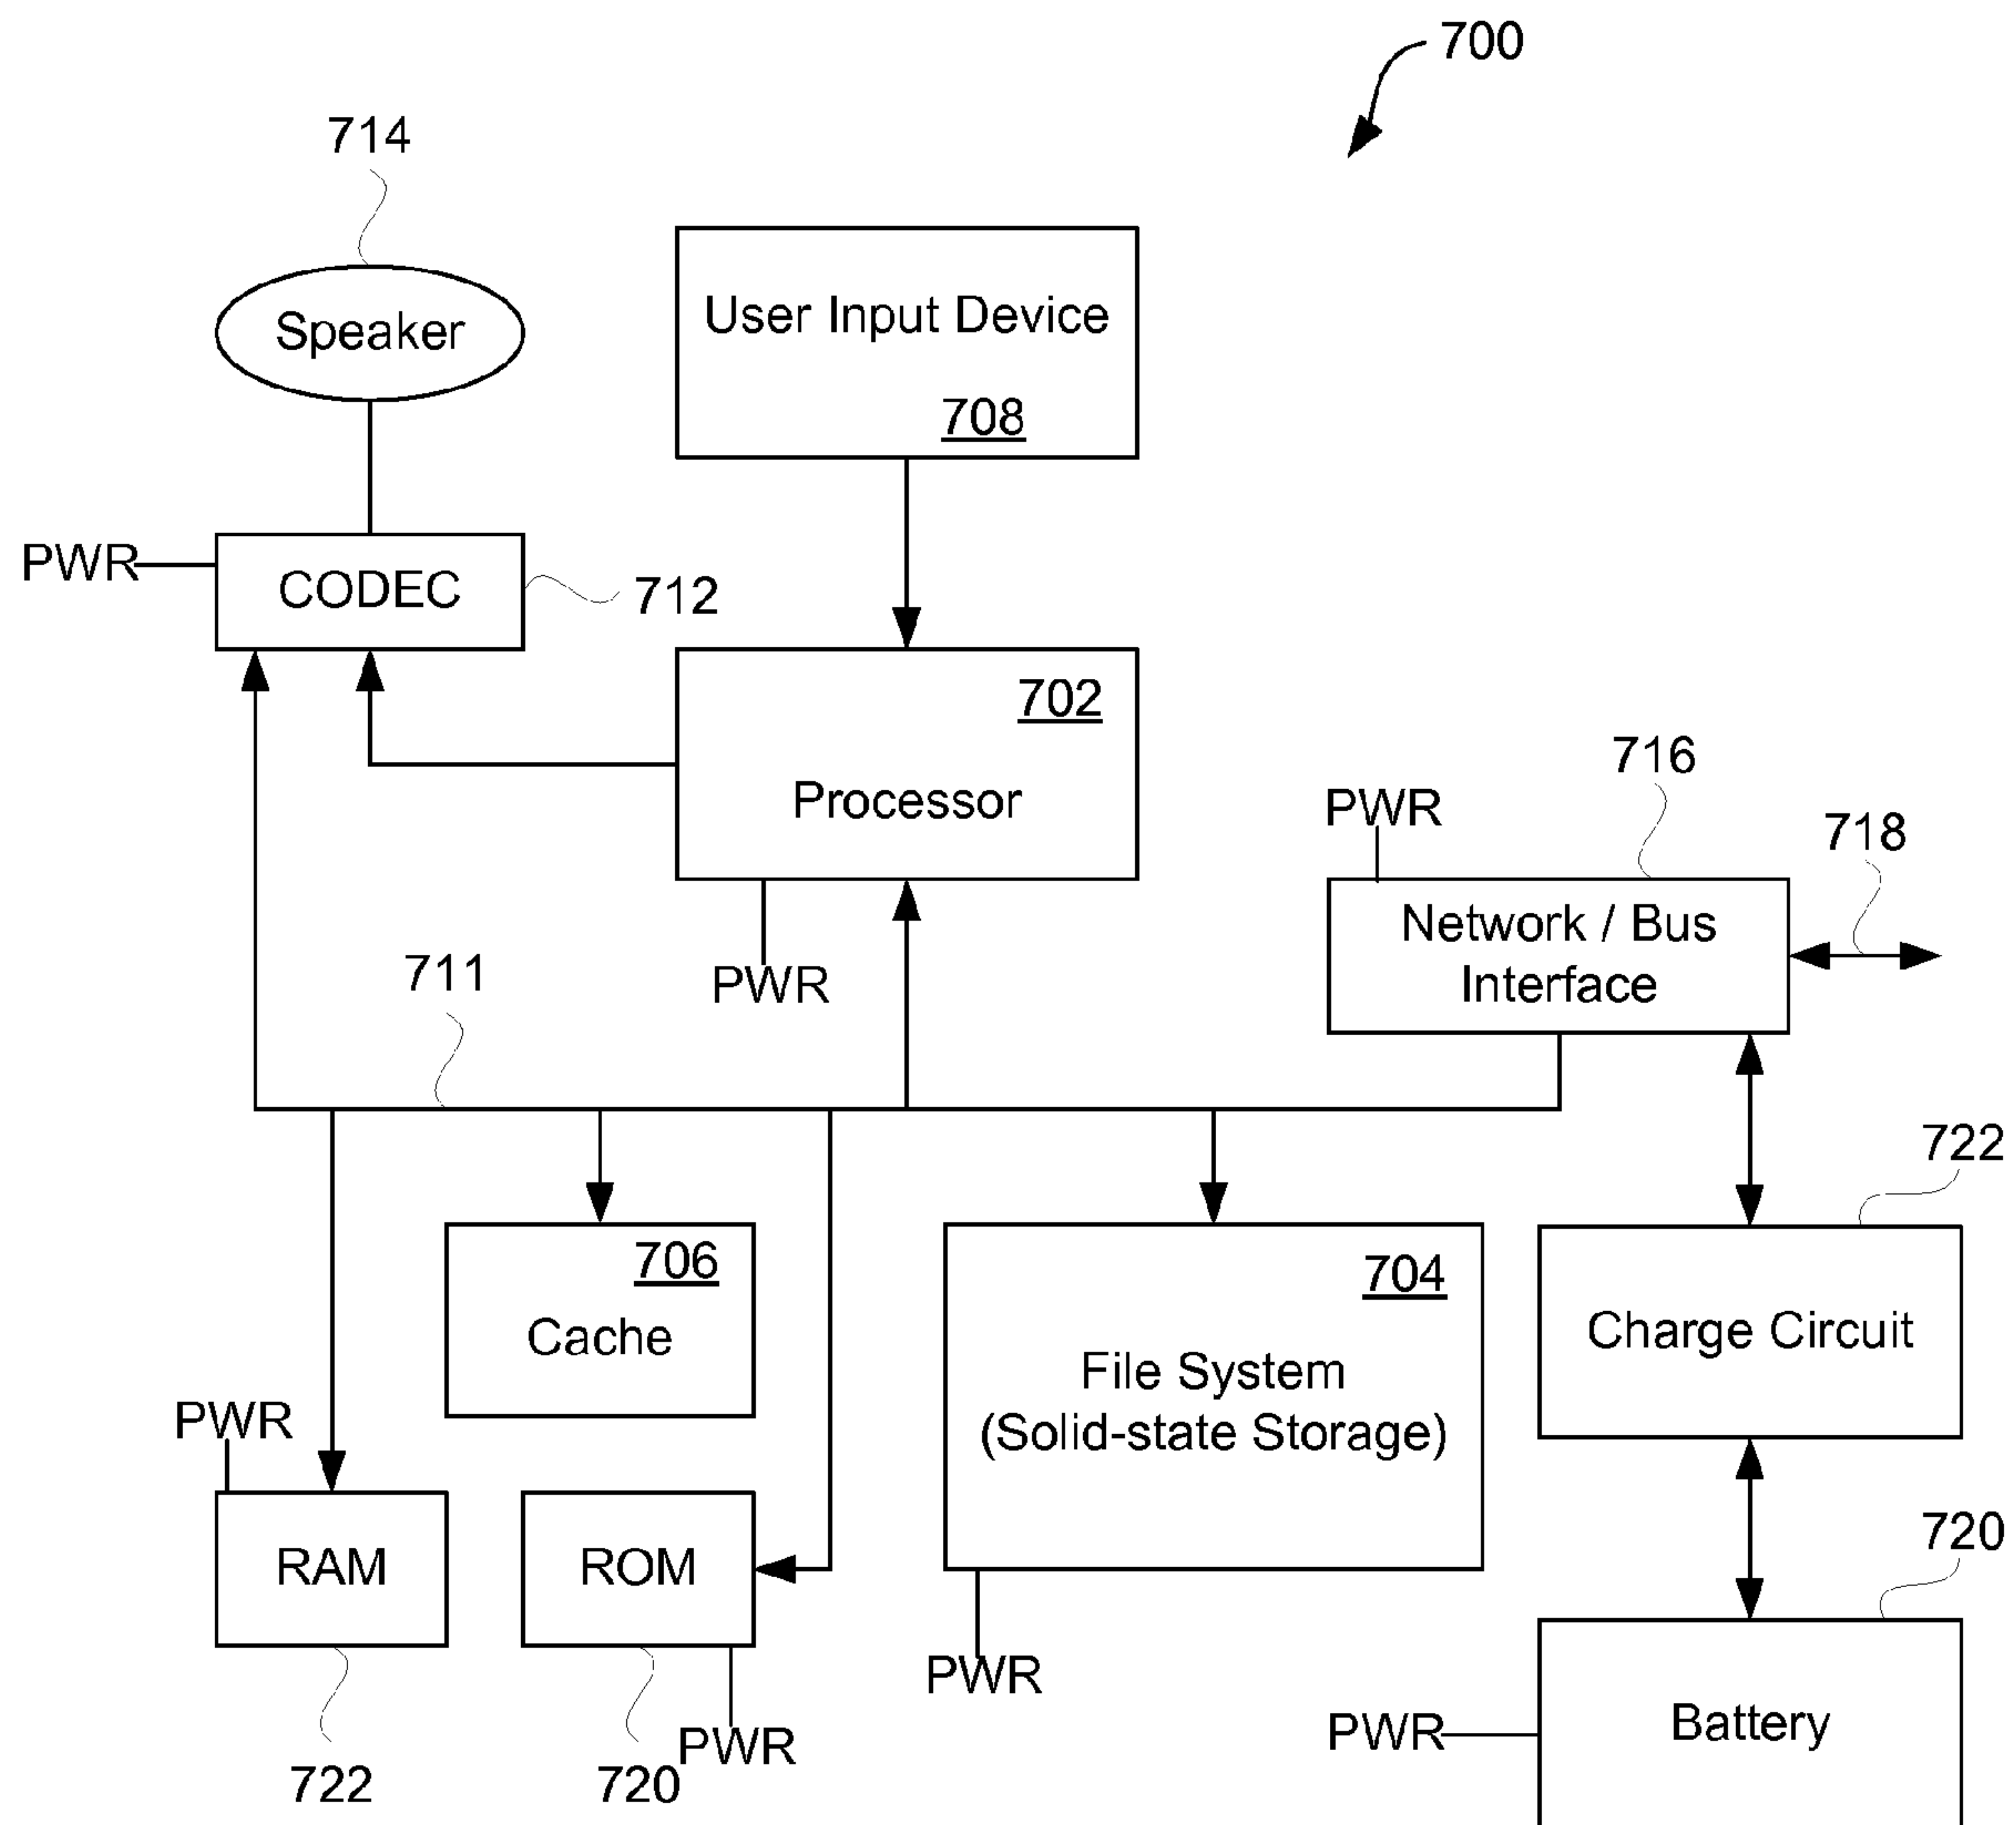 700
714
Speaker
User Input Device
708
PWR
CODEC
712
702
Processor
PWR
716
PWR
718
Network / Bus
Interface
711
722
706
Cache
704
File System
(Solid-state Storage)
Charge Circuit
PWR
RAM
ROM
720
PWR
Battery
PWR
PWR
722
720